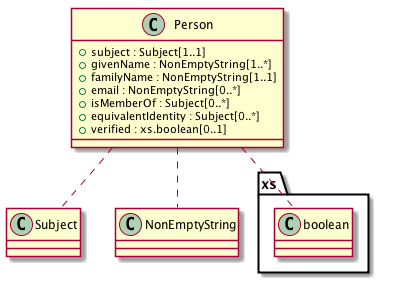 C Person
subject : Subject[1..1]
givenName : NonEmptyString[1..*]
familyName : NonEmptyString[1..1]
email : NonEmptyString[0..*]
isMemberOf : Subject[0..*]
equivalentIdentity : Subject[0..*]
verified : xs.boolean[0..1]
xs
C Subject
C NonEmptyString
C boolean